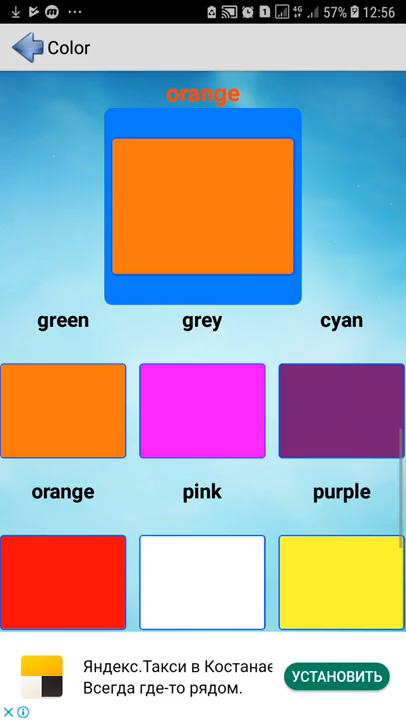 57% 12:56
Color
orange
green grey cyan
orange pink purple
Яндекс.Такси в Костанае
Всегда где-то рядом.
УСТАНОВИТЬ